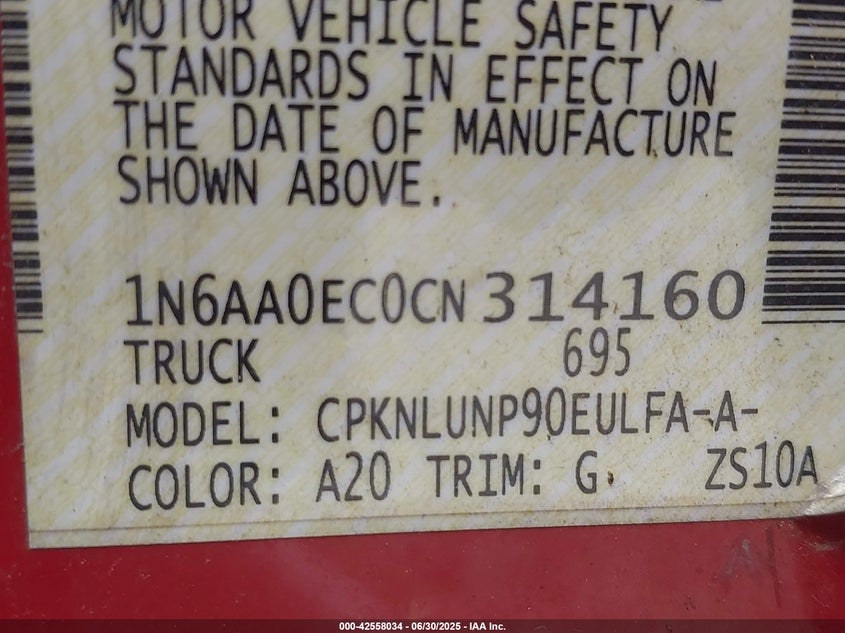 MOTOR VEHICLE SAFETY
STANDARDS IN EFFECT ON
THE DATE OF MANUFACTURE
SHOWN ABOVE.
1N6AA0EC0CN314160
TRUCK 695
MODEL: CPKNLUNP90EULFA-A-
COLOR: A20 TRIM: G ZS10A
000-42558034 - 06/30/2025 - IAA Inc.